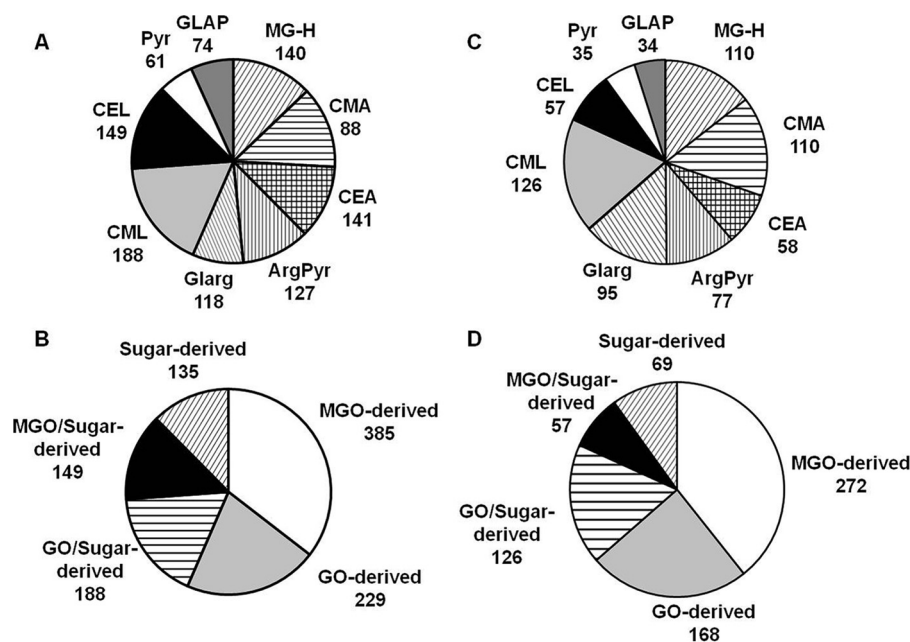 A
GLAP
74
Pyr
61
MG-H
140
CEL
149
CMA
88
CML
188
CEA
141
Glarg
118
ArgPyr
127
C
Pyr
35
GLAP
34
MG-H
110
CEL
57
CML
126
CMA
110
CEA
58
Glarg
95
ArgPyr
77
B
Sugar-derived
135
MGO/Sugar-
derived
149
MGO-derived
385
GO/Sugar-
derived
188
GO-derived
229
D
Sugar-derived
69
MGO/Sugar-
derived
57
MGO-derived
272
GO/Sugar-
derived
126
GO-derived
168